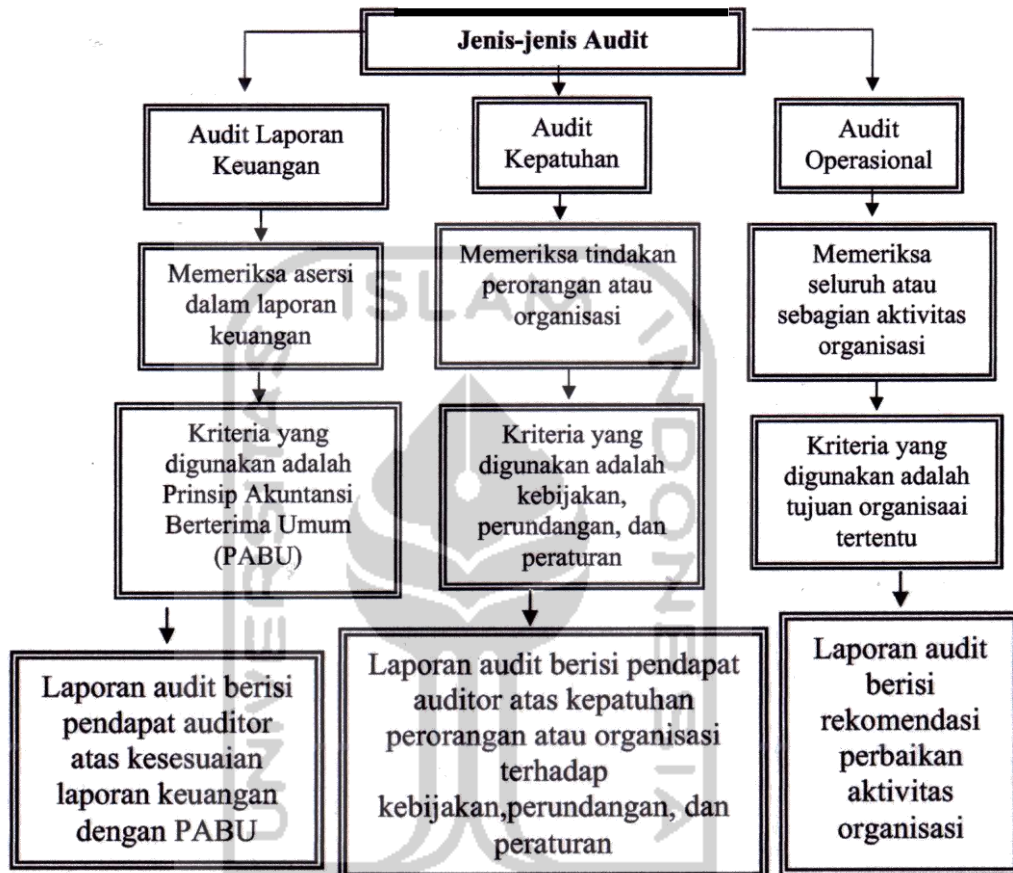 Jenis-jenis Audit
Audit Laporan
Keuangan
Memeriksa asersi
dalam laporan
keuangan
Kriteria yang
digunakan adalah
Prinsip Akuntansi
Berterima Umum
(PABU)
Laporan audit berisi
pendapat auditor
atas kesesuaian
laporan keuangan
dengan PABU
Audit
Kepatuhan
Memeriksa tindakan
perorangan atau
organisasi
Kriteria yang
digunakan adalah
kebijakan,
perundangan, dan
peraturan
Laporan audit berisi pendapat
auditor atas kepatuhan
perorangan atau organisasi
terhadap
kebijakan,perundangan, dan
peraturan
Audit
Operasional
Memeriksa
seluruh atau
sebagian aktivitas
organisasi
Kriteria yang
digunakan adalah
tujuan organisaai
tertentu
Laporan audit
berisi
rekomendasi
perbaikan
aktivitas
organisasi
UNIVERSITAS
ISLAM
INDONESIA